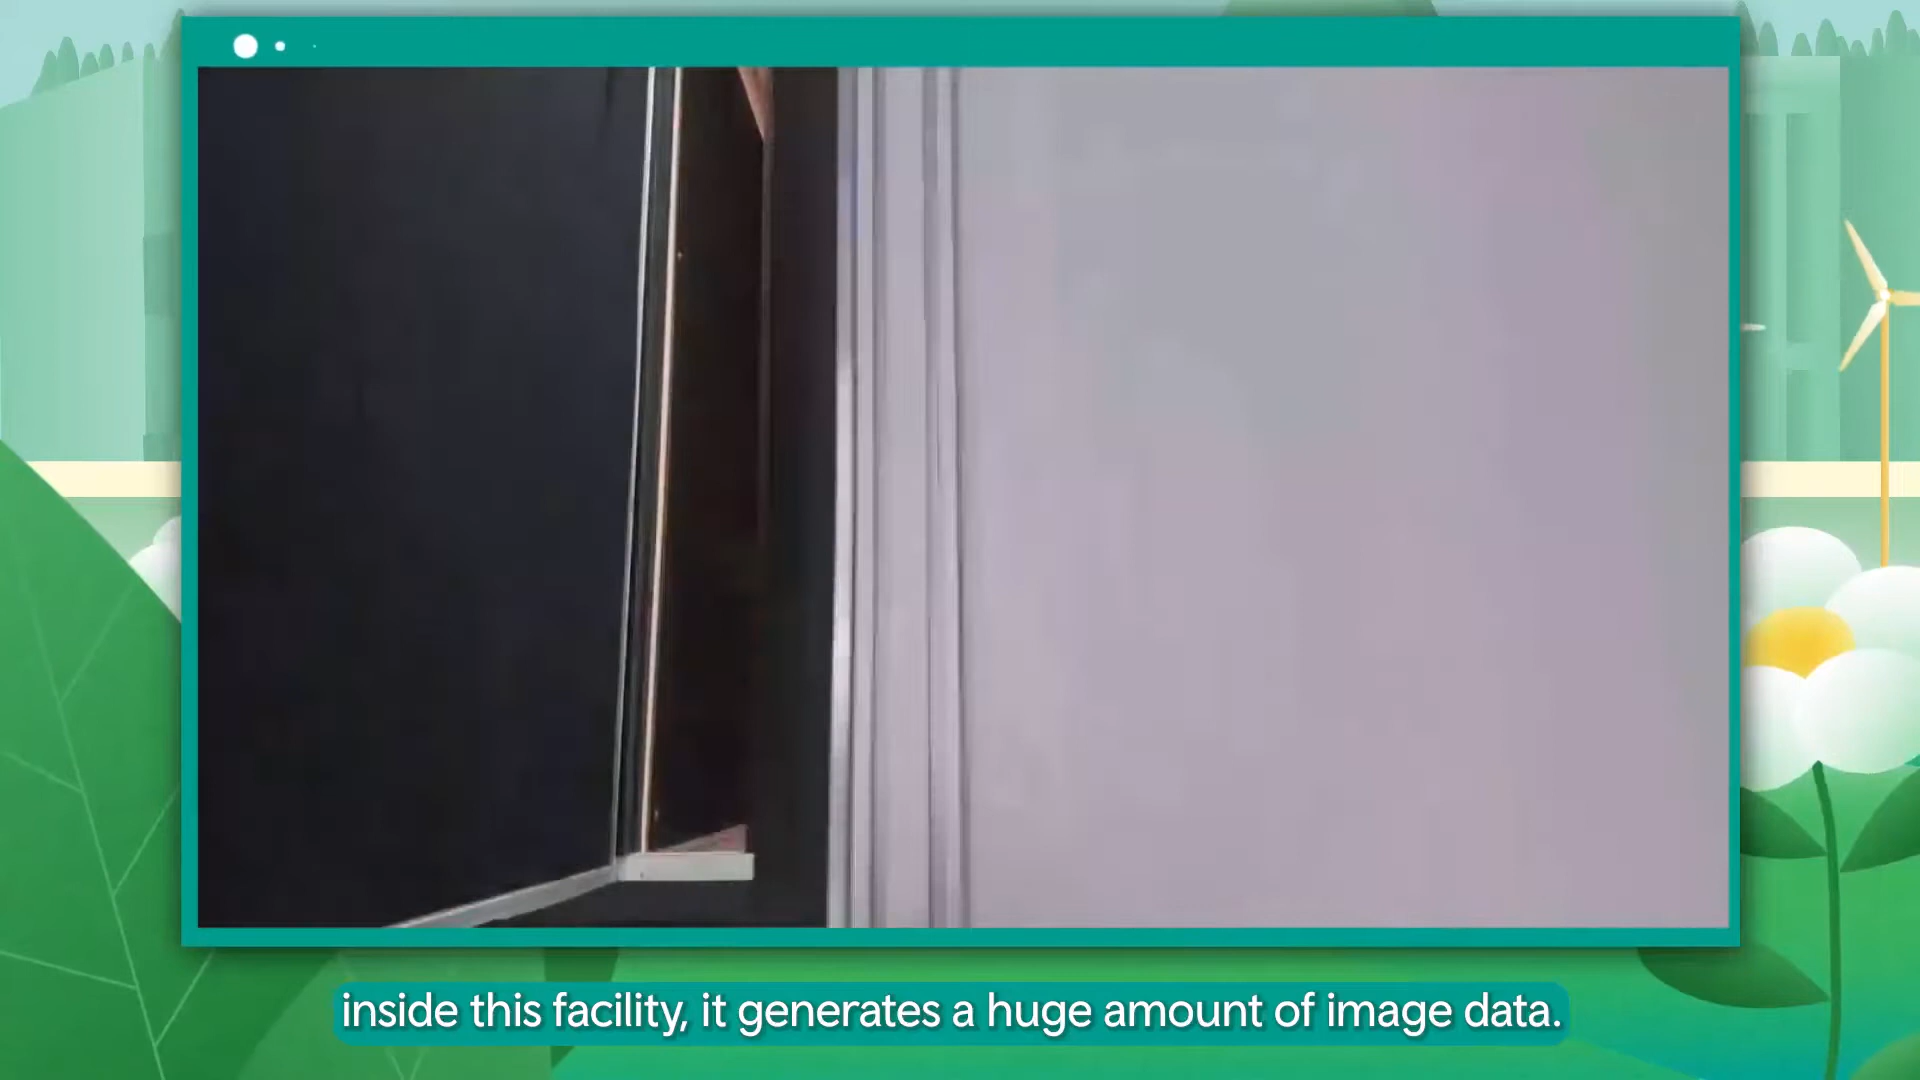 inside this facility, it generates a huge amount of image data.